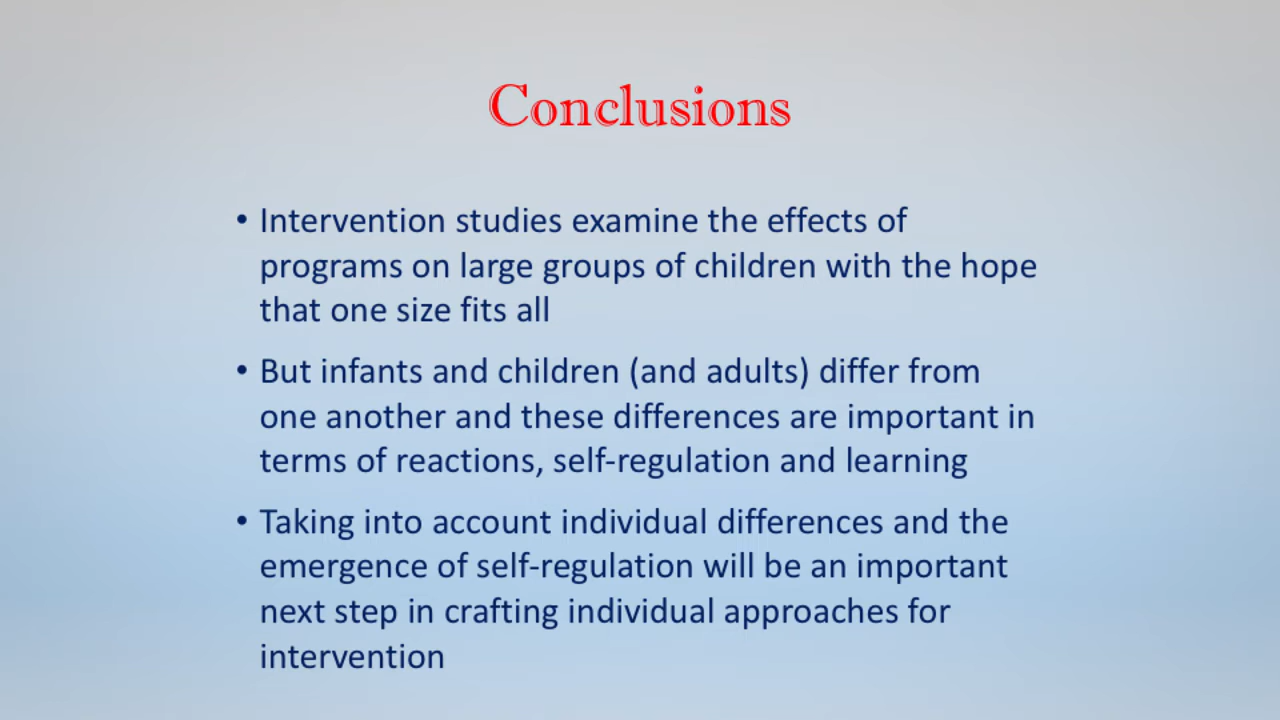 Conclusions
• Intervention studies examine the effects of
programs on large groups of children with the hope
that one size fits all
• But infants and children (and adults) differ from
one another and these differences are important in
terms of reactions, self-regulation and learning
• Taking into account individual differences and the
emergence of self-regulation will be an important
next step in crafting individual approaches for
intervention